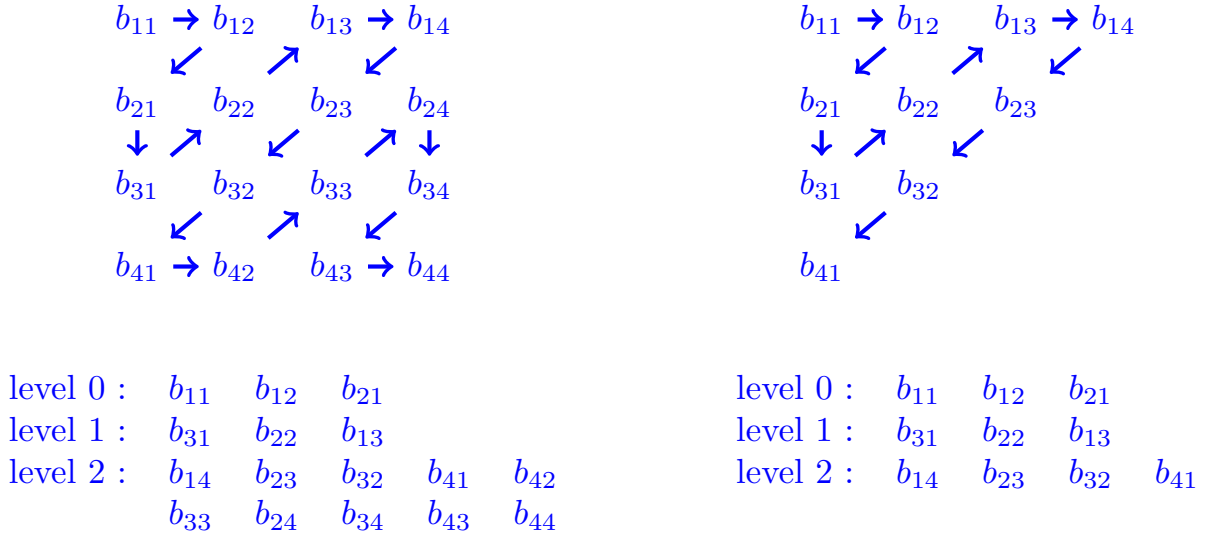 b₁₁ → b₁₂ b₁₃ → b₁₄
↙ ↗ ↙
b₂₁ b₂₂ b₂₃ b₂₄
↓ ↗ ↙ ↗ ↓
b₃₁ b₃₂ b₃₃ b₃₄
↙ ↗ ↙
b₄₁ → b₄₂ b₄₃ → b₄₄
level 0 : b₁₁ b₁₂ b₂₁
level 1 : b₃₁ b₂₂ b₁₃
level 2 : b₁₄ b₂₃ b₃₂ b₄₁ b₄₂
b₃₃ b₂₄ b₃₄ b₄₃ b₄₄
b₁₁ → b₁₂ b₁₃ → b₁₄
↙ ↗ ↙
b₂₁ b₂₂ b₂₃
↓ ↗ ↙
b₃₁ b₃₂
↙
b₄₁
level 0 : b₁₁ b₁₂ b₂₁
level 1 : b₃₁ b₂₂ b₁₃
level 2 : b₁₄ b₂₃ b₃₂ b₄₁